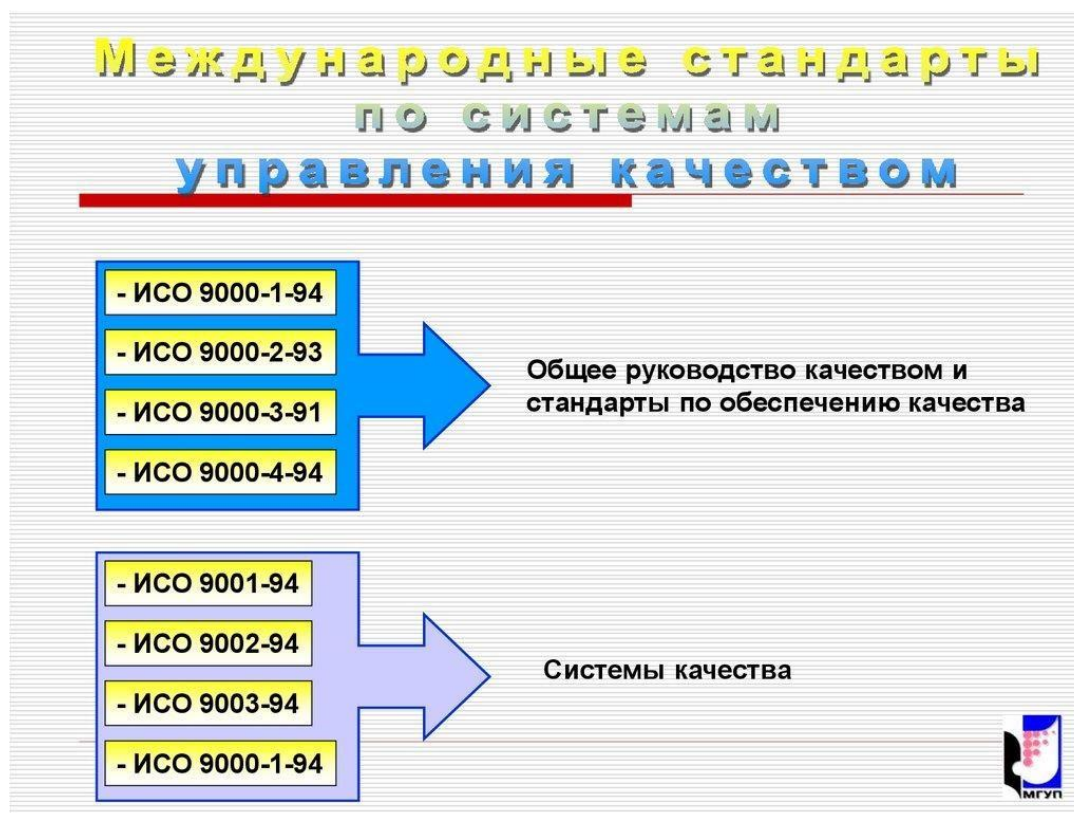 Международные стандарты
по системам
управления качеством
- ИСО 9000-1-94
- ИСО 9000-2-93
- ИСО 9000-3-91
- ИСО 9000-4-94
Общее руководство качеством и
стандарты по обеспечению качества
- ИСО 9001-94
- ИСО 9002-94
- ИСО 9003-94
- ИСО 9000-1-94
Системы качества
МГУП